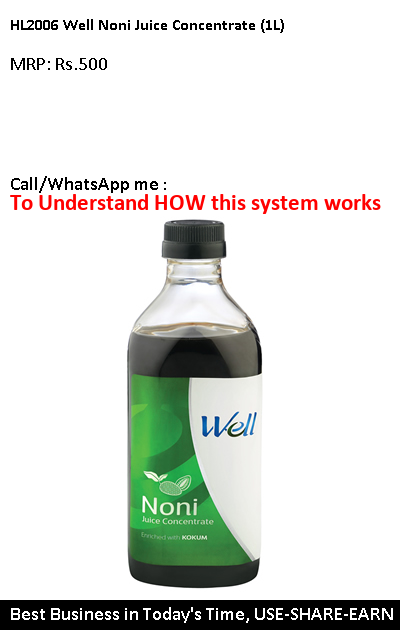 HL2006 Well Noni Juice Concentrate (1L)
MRP: Rs.500
Call/WhatsApp me :
To Understand HOW this system works
Well
Noni
Juice Concentrate
Enriched with KOKUM
Best Business in Today's Time, USE-SHARE-EARN